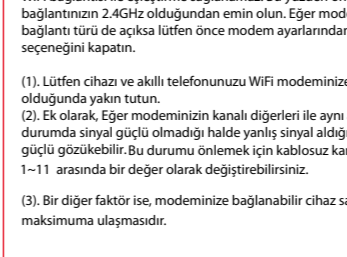 bağlantınızın 2.4GHz olduğundan emin olun. Eğer mod
bağlantı türü de açıksa lütfen önce modem ayarlarından
seçeneğini kapatın.
(1). Lütfen cihazı ve akıllı telefonunuzu WiFi modeminize
olduğunda yakın tutun.
(2). Ek olarak, Eğer modeminizin kanalı diğerleri ile aynı
durumda sinyal güçlü olmadığı halde yanlış sinyal aldığı
güçlü gözükebilir.Bu durumu önlemek için kablosuz ka
1~11 arasında bir değer olarak değiştirebilirsiniz.
(3). Bir diğer faktör ise, modeminize bağlanabilir cihaz sa
maksimuma ulaşmasıdır.